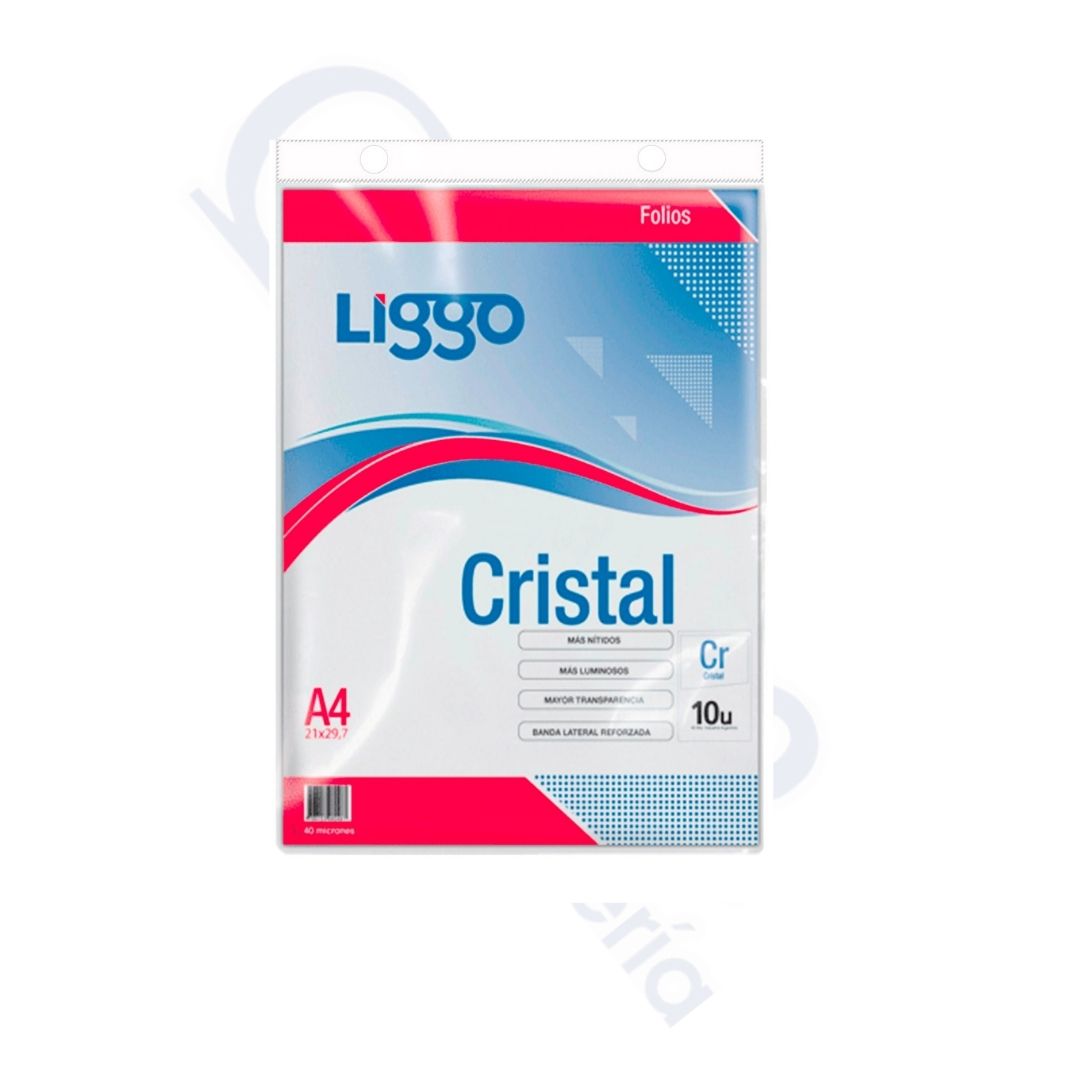 Folios
Liggo
Cristal
MÁS NÍTIDOS
MÁS LUMINOSOS
MAYOR TRANSPARENCIA
BANDA LATERAL REFORZADA
Cr
Cristal
10u
A4
21x29,7
40 micrones
ería